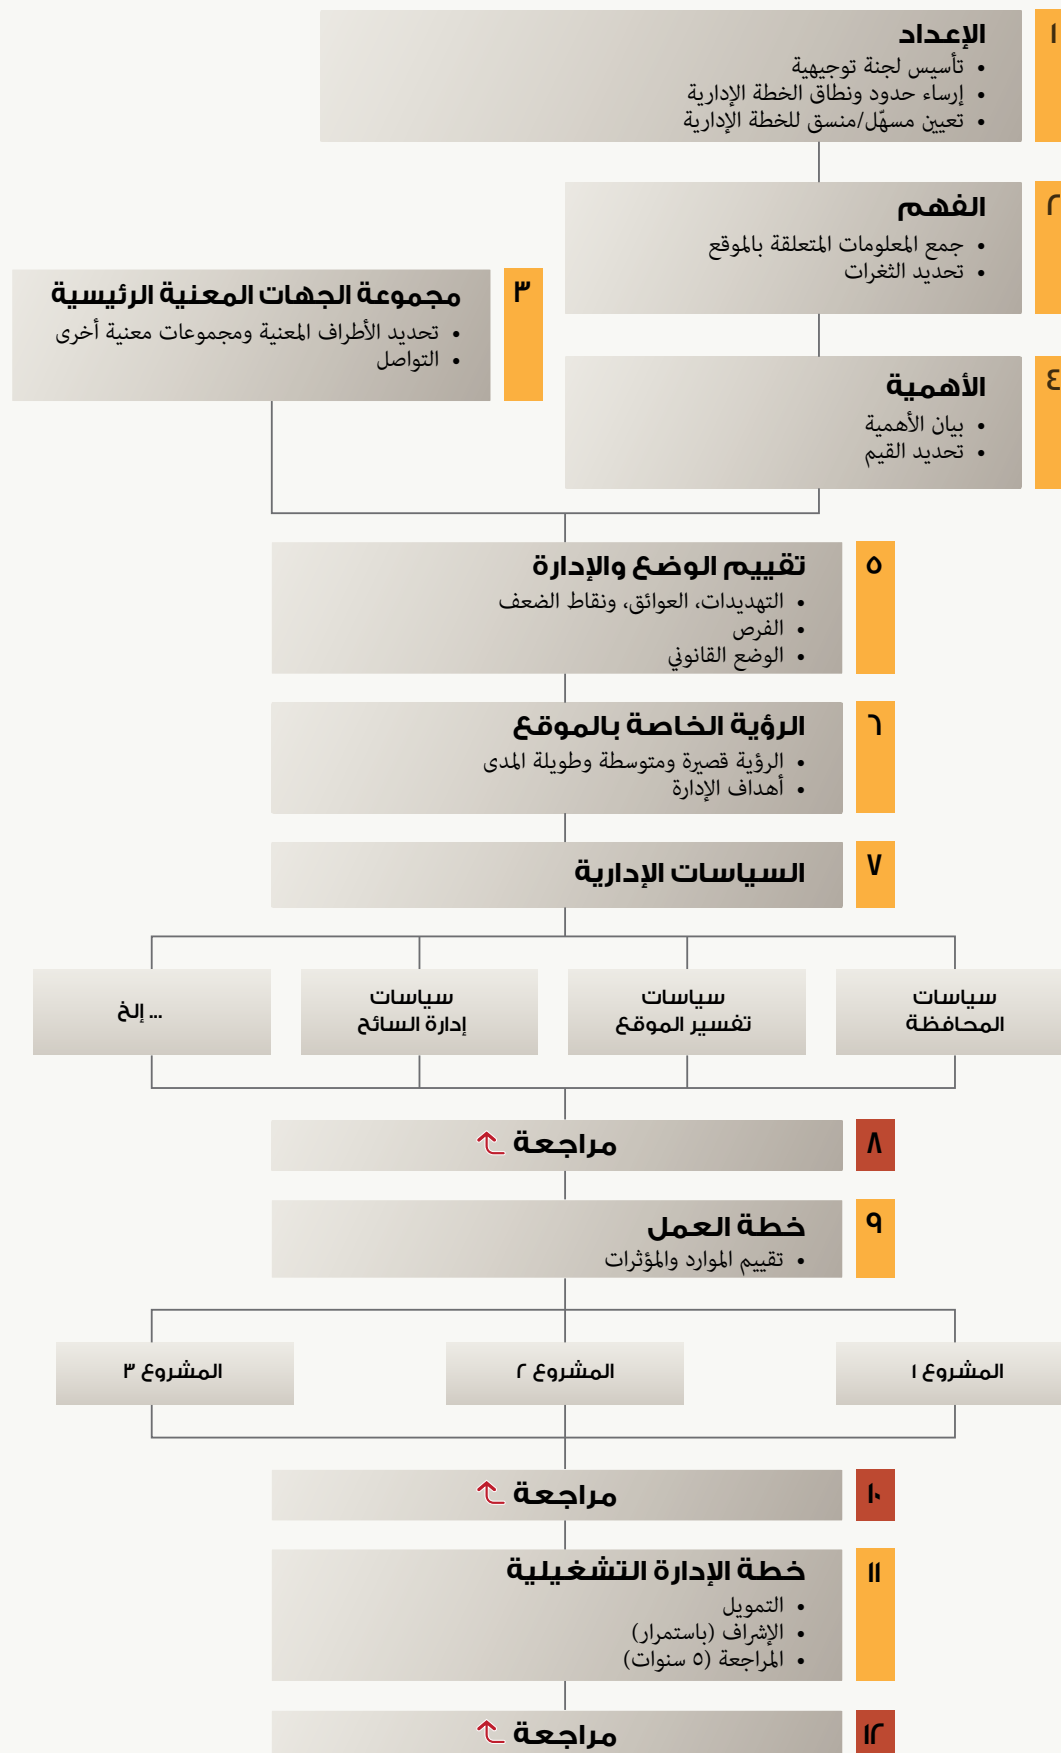 ١
الإعداد
• تأسيس لجنة توجيهية
• إرساء حدود ونطاق الخطة الإدارية
• تعيين مسهّل/منسق للخطة الإدارية
٢
الفهم
• جمع المعلومات المتعلقة بالموقع
• تحديد الثغرات
٣
مجموعة الجهات المعنية الرئيسية
• تحديد الأطراف المعنية ومجموعات معنية أخرى
• التواصل
٤
الأهمية
• بيان الأهمية
• تحديد القيم
٥
تقييم الوضع والإدارة
• التهديدات، العوائق، ونقاط الضعف
• الفرص
• الوضع القانوني
٦
الرؤية الخاصة بالموقع
• الرؤية قصيرة ومتوسطة وطويلة المدى
• أهداف الإدارة
٧
السياسات الإدارية
سياسات
المحافظة
سياسات
تفسير الموقع
سياسات
إدارة السائح
... إلخ
٨
مراجعة
٩
خطة العمل
• تقييم الموارد والمؤثرات
المشروع ١
المشروع ٢
المشروع ٣
١٠
مراجعة
١١
خطة الإدارة التشغيلية
• التمويل
• الإشراف (باستمرار)
• المراجعة (٥ سنوات)
١٢
مراجعة